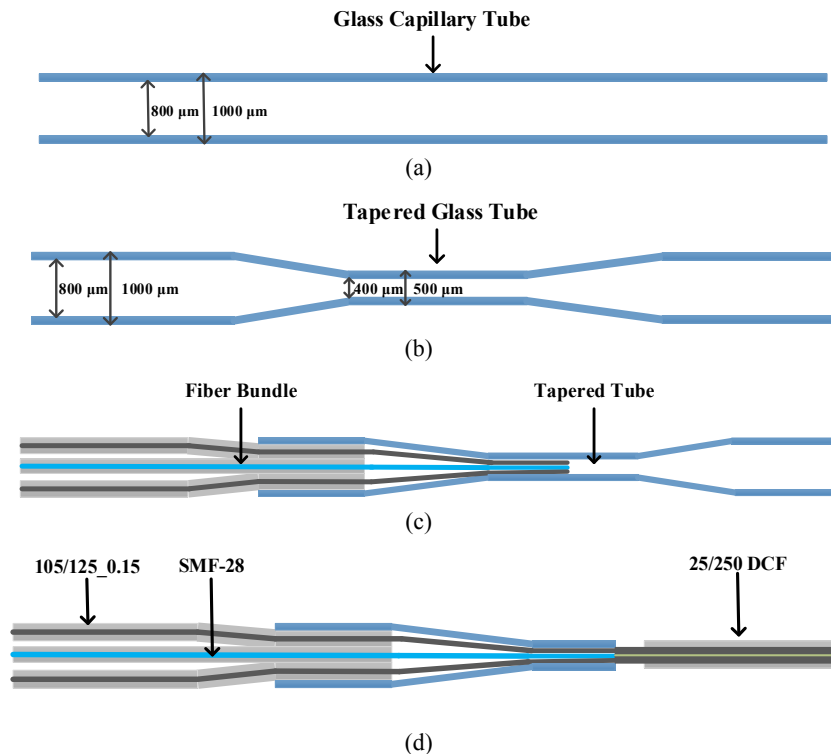 Glass Capillary Tube
800 µm
1000 µm
(a)
Tapered Glass Tube
800 µm
1000 µm
400 µm
500 µm
(b)
Fiber Bundle
Tapered Tube
(c)
105/125_0.15
SMF-28
25/250 DCF
(d)